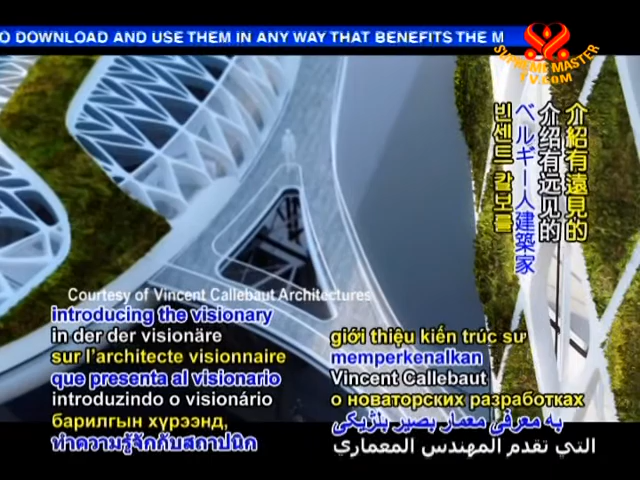 O DOWNLOAD AND USE THEM IN ANY WAY THAT BENEFITS THE M
SUPREME MASTER
TV.COM
介紹有遠見的
介绍有远见的
ベルギー人建築家
빈센트 칼보를
Courtesy of Vincent Callebaut Architectures
introducing the visionary
in der der visionäre
sur l'architecte visionnaire
que presenta al visionario
introduzindo o visionário
барилгын хүрээнд,
ทำความรู้จักกับสถาปนิก
giới thiệu kiến trúc sư
memperkenalkan
Vincent Callebaut
о новаторских разработках
به معرفی معمار بصیر بلژیکی
التي تقدم المهندس المعماري